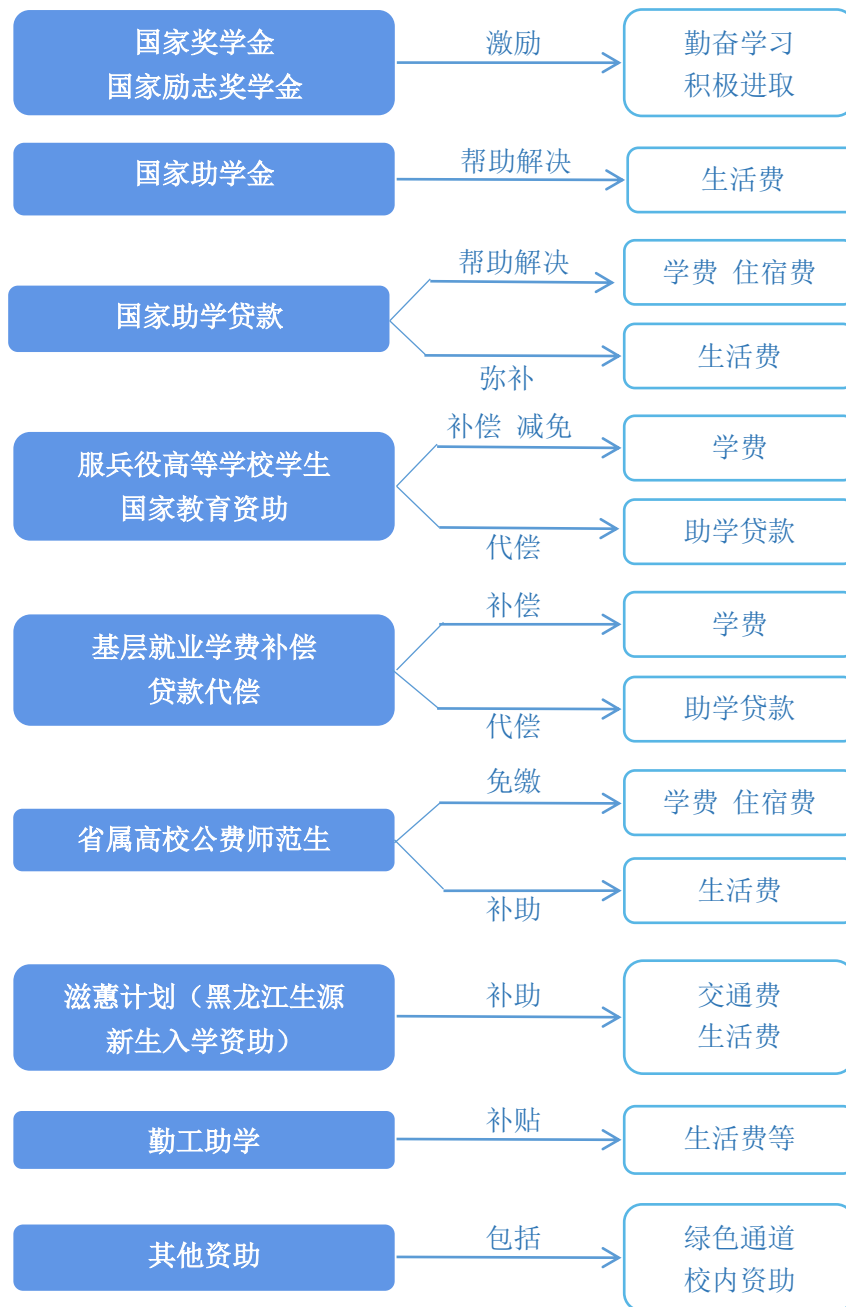 国家奖学金
国家励志奖学金
激励
勤奋学习
积极进取
国家助学金
帮助解决
生活费
国家助学贷款
帮助解决
学费 住宿费
弥补
生活费
服兵役高等学校学生
国家教育资助
补偿 减免
学费
代偿
助学贷款
基层就业学费补偿
贷款代偿
补偿
学费
代偿
助学贷款
省属高校公费师范生
免缴
学费 住宿费
补助
生活费
滋蕙计划（黑龙江生源
新生入学资助）
补助
交通费
生活费
勤工助学
补贴
生活费等
其他资助
包括
绿色通道
校内资助